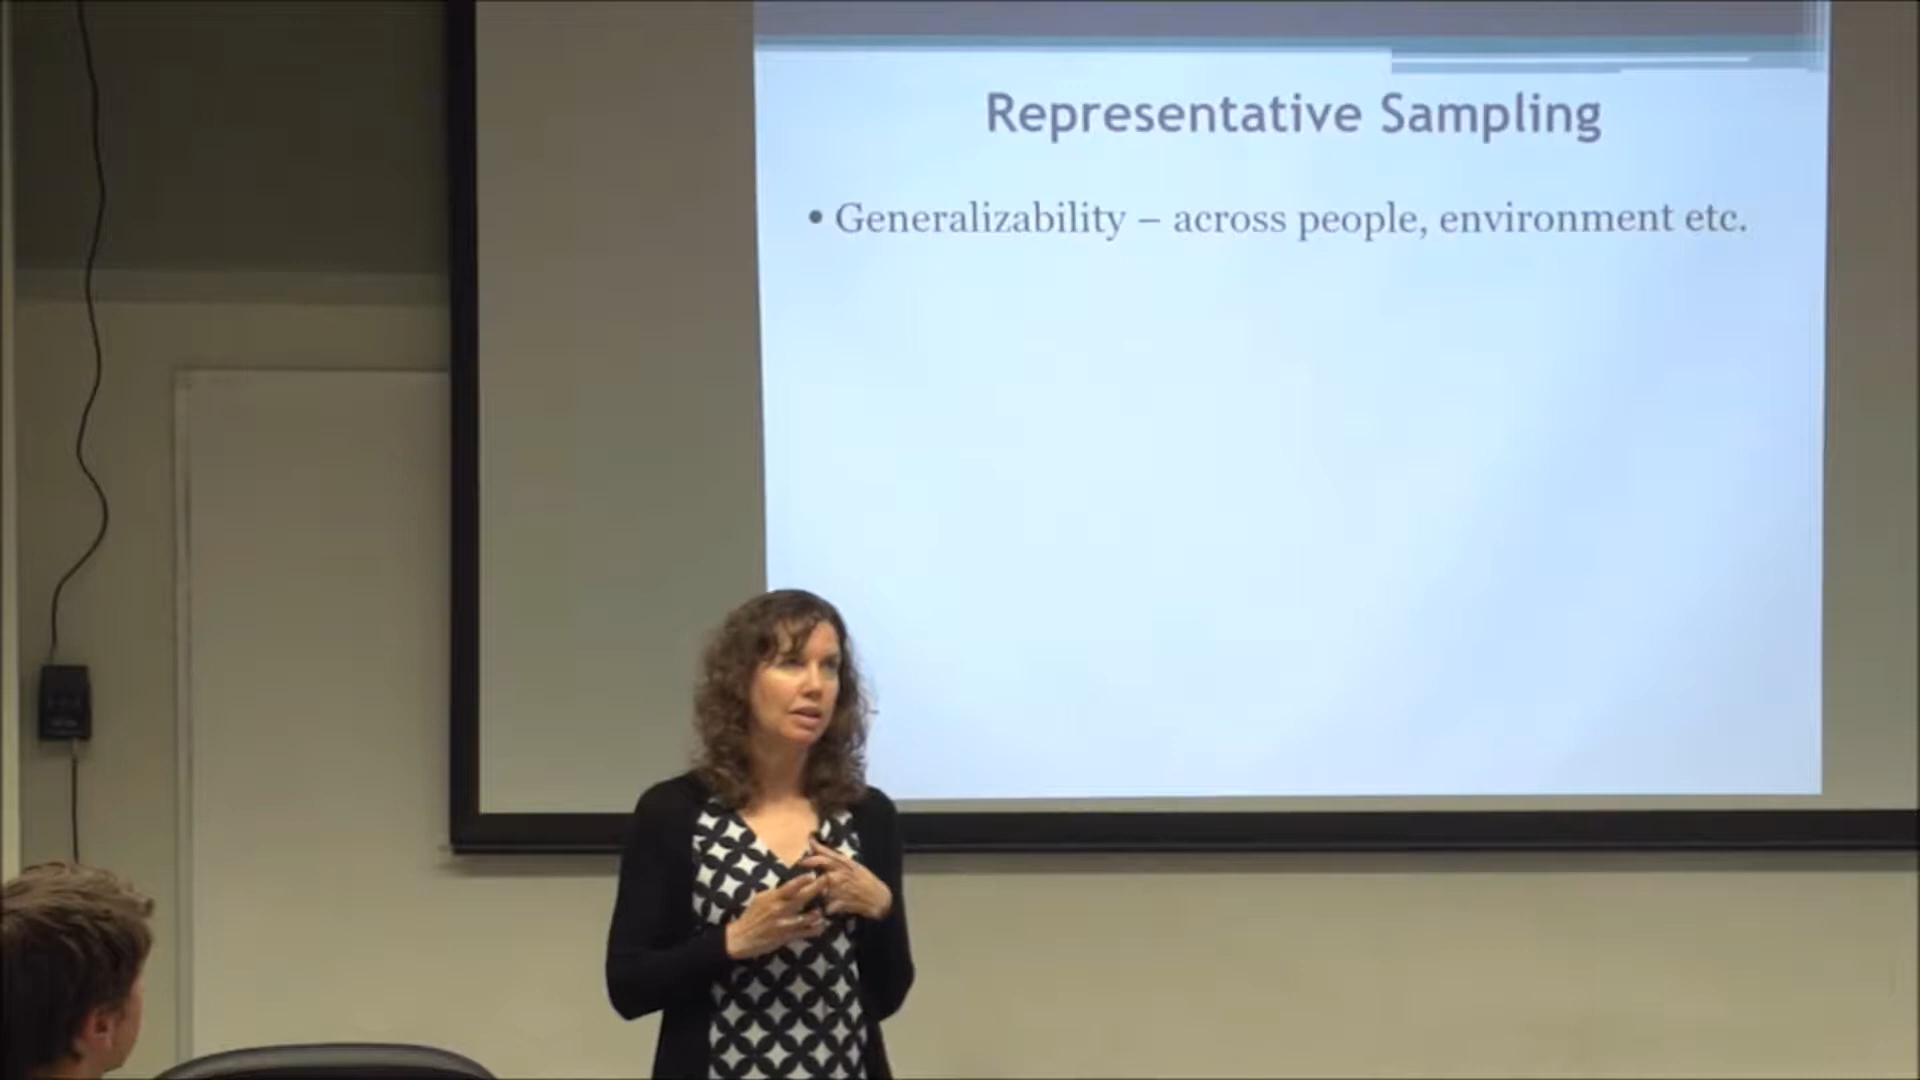 Representative Sampling
• Generalizability – across people, environment etc.